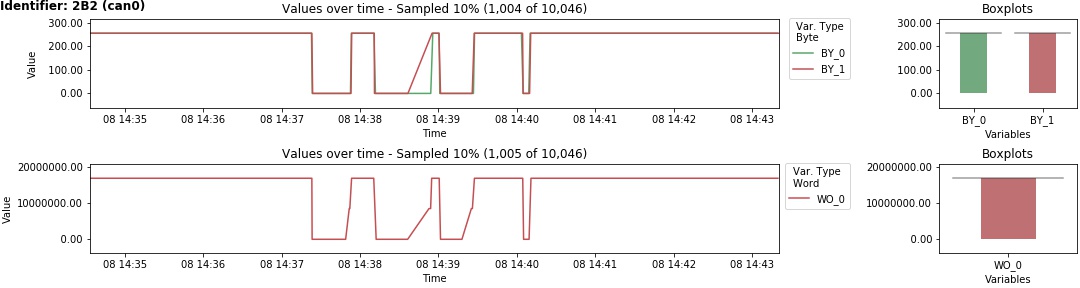 Identifier: 2B2 (can0)
Values over time - Sampled 10% (1,004 of 10,046)
Value
300.00
200.00
100.00
0.00
08 14:35 08 14:36 08 14:37 08 14:38 08 14:39 08 14:40 08 14:41 08 14:42 08 14:43
Time
Var. Type
Byte
BY_0
BY_1
Boxplots
300.00
200.00
100.00
0.00
BY_0 BY_1
Variables
Values over time - Sampled 10% (1,005 of 10,046)
Value
20000000.00
10000000.00
0.00
08 14:35 08 14:36 08 14:37 08 14:38 08 14:39 08 14:40 08 14:41 08 14:42 08 14:43
Time
Var. Type
Word
WO_0
Boxplots
20000000.00
10000000.00
0.00
WO_0
Variables